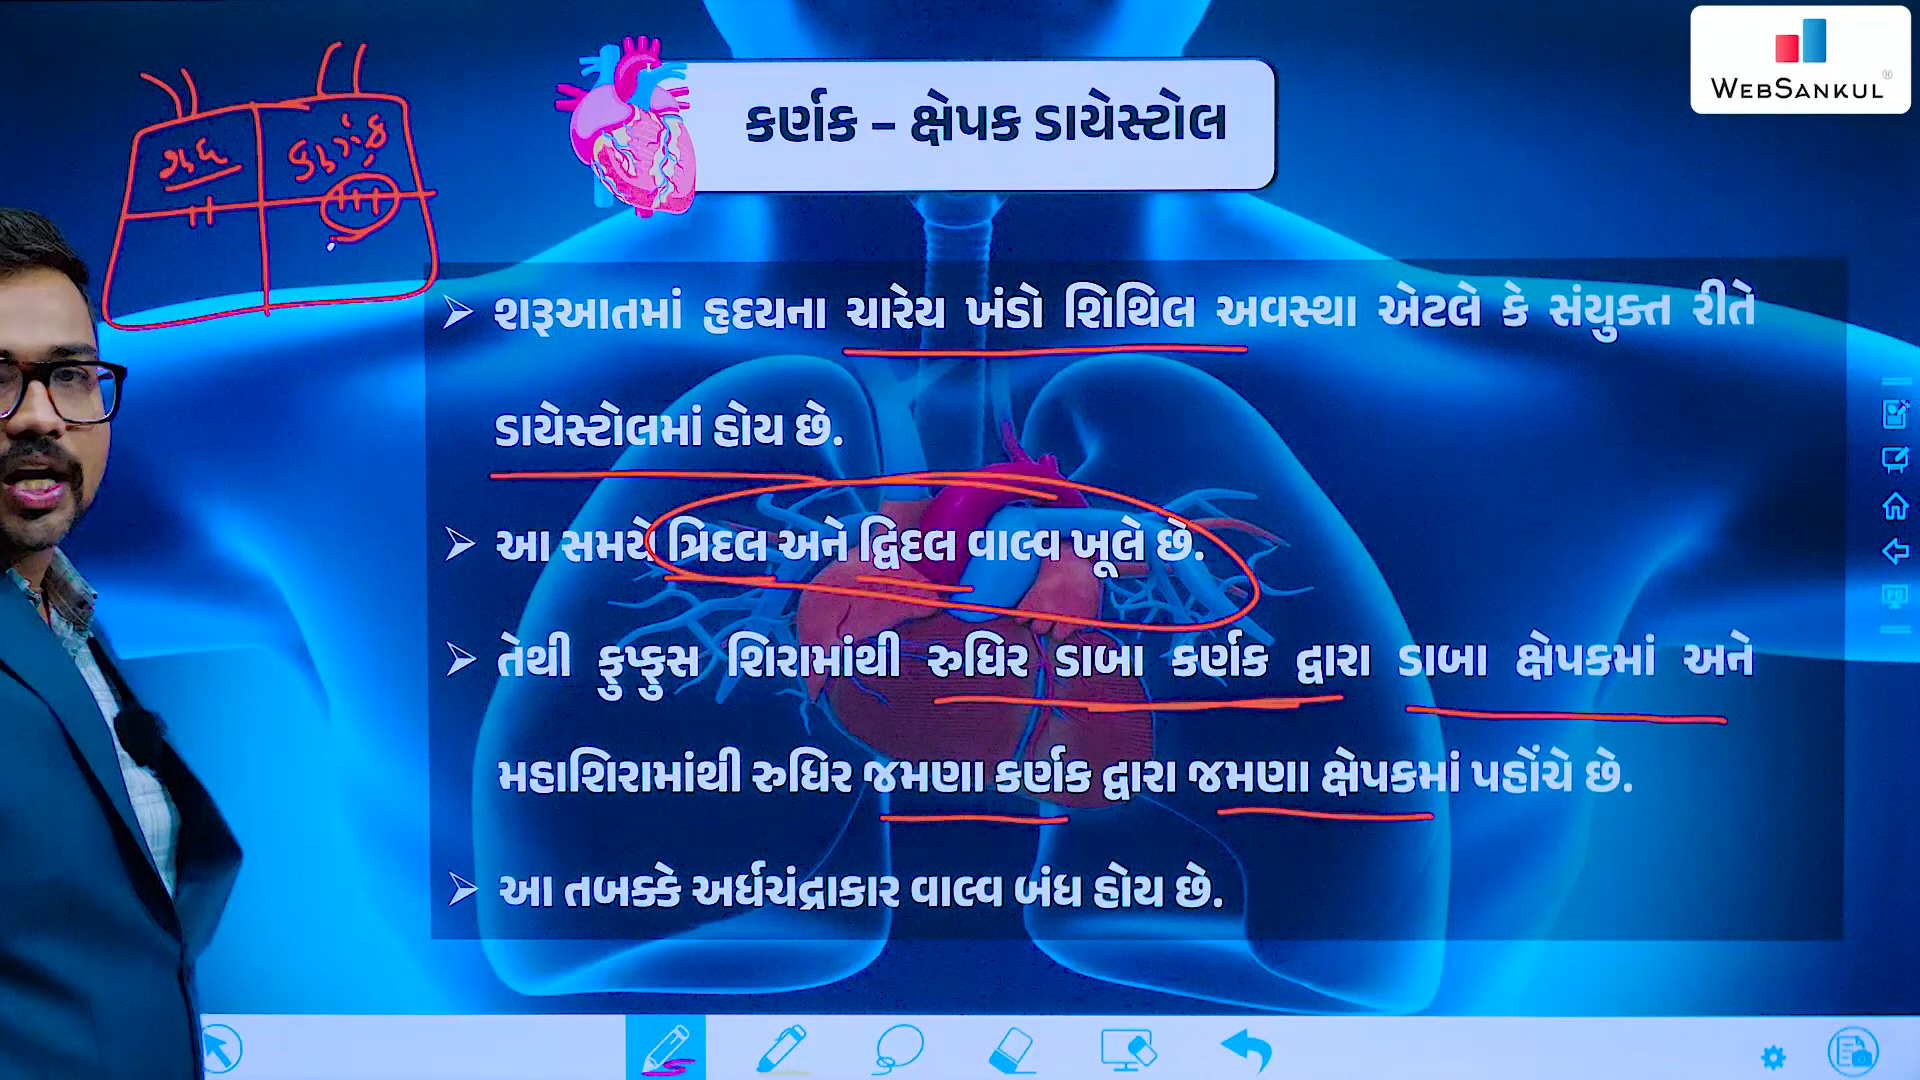 WEBSANKUL
કર્ણક – ક્ષેપક ડાયેસ્ટોલ
➢ શરૂઆતમાં હૃદયના ચારેય ખંડો શિથિલ અવસ્થા એટલે કે સંયુક્ત રીતે
ડાયેસ્ટોલમાં હોય છે.
➢ આ સમયે ત્રિદલ અને દ્વિદલ વાલ્વ ખૂલે છે.
➢ તેથી ફુપ્ફુસ શિરામાંથી રુધિર ડાબા કર્ણક દ્વારા ડાબા ક્ષેપકમાં અને
મહાશિરામાંથી રુધિર જમણા કર્ણક દ્વારા જમણા ક્ષેપકમાં પહોંચે છે.
➢ આ તબક્કે અર્ધચંદ્રાકાર વાલ્વ બંધ હોય છે.